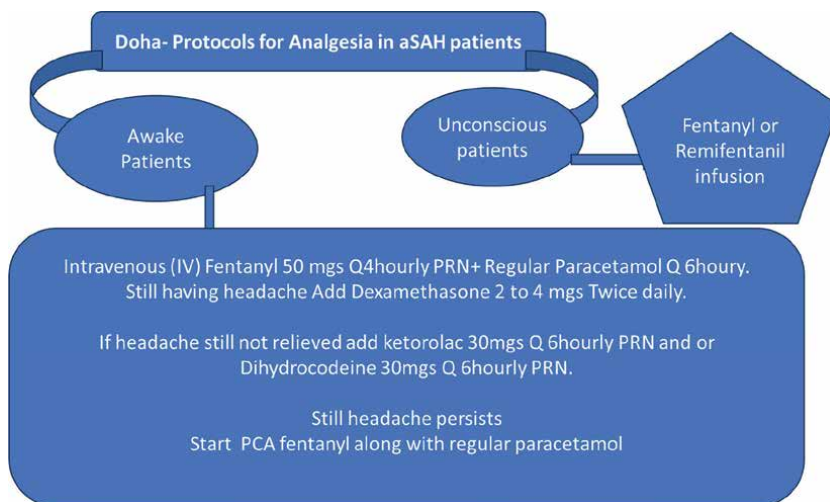 Doha- Protocols for Analgesia in aSAH patients
Awake
Patients
Unconscious
patients
Fentanyl or
Remifentanil
infusion
Intravenous (IV) Fentanyl 50 mgs Q4hourly PRN+ Regular Paracetamol Q 6houry.
Still having headache Add Dexamethasone 2 to 4 mgs Twice daily.
If headache still not relieved add ketorolac 30mgs Q 6hourly PRN and or
Dihydrocodeine 30mgs Q 6hourly PRN.
Still headache persists
Start PCA fentanyl along with regular paracetamol